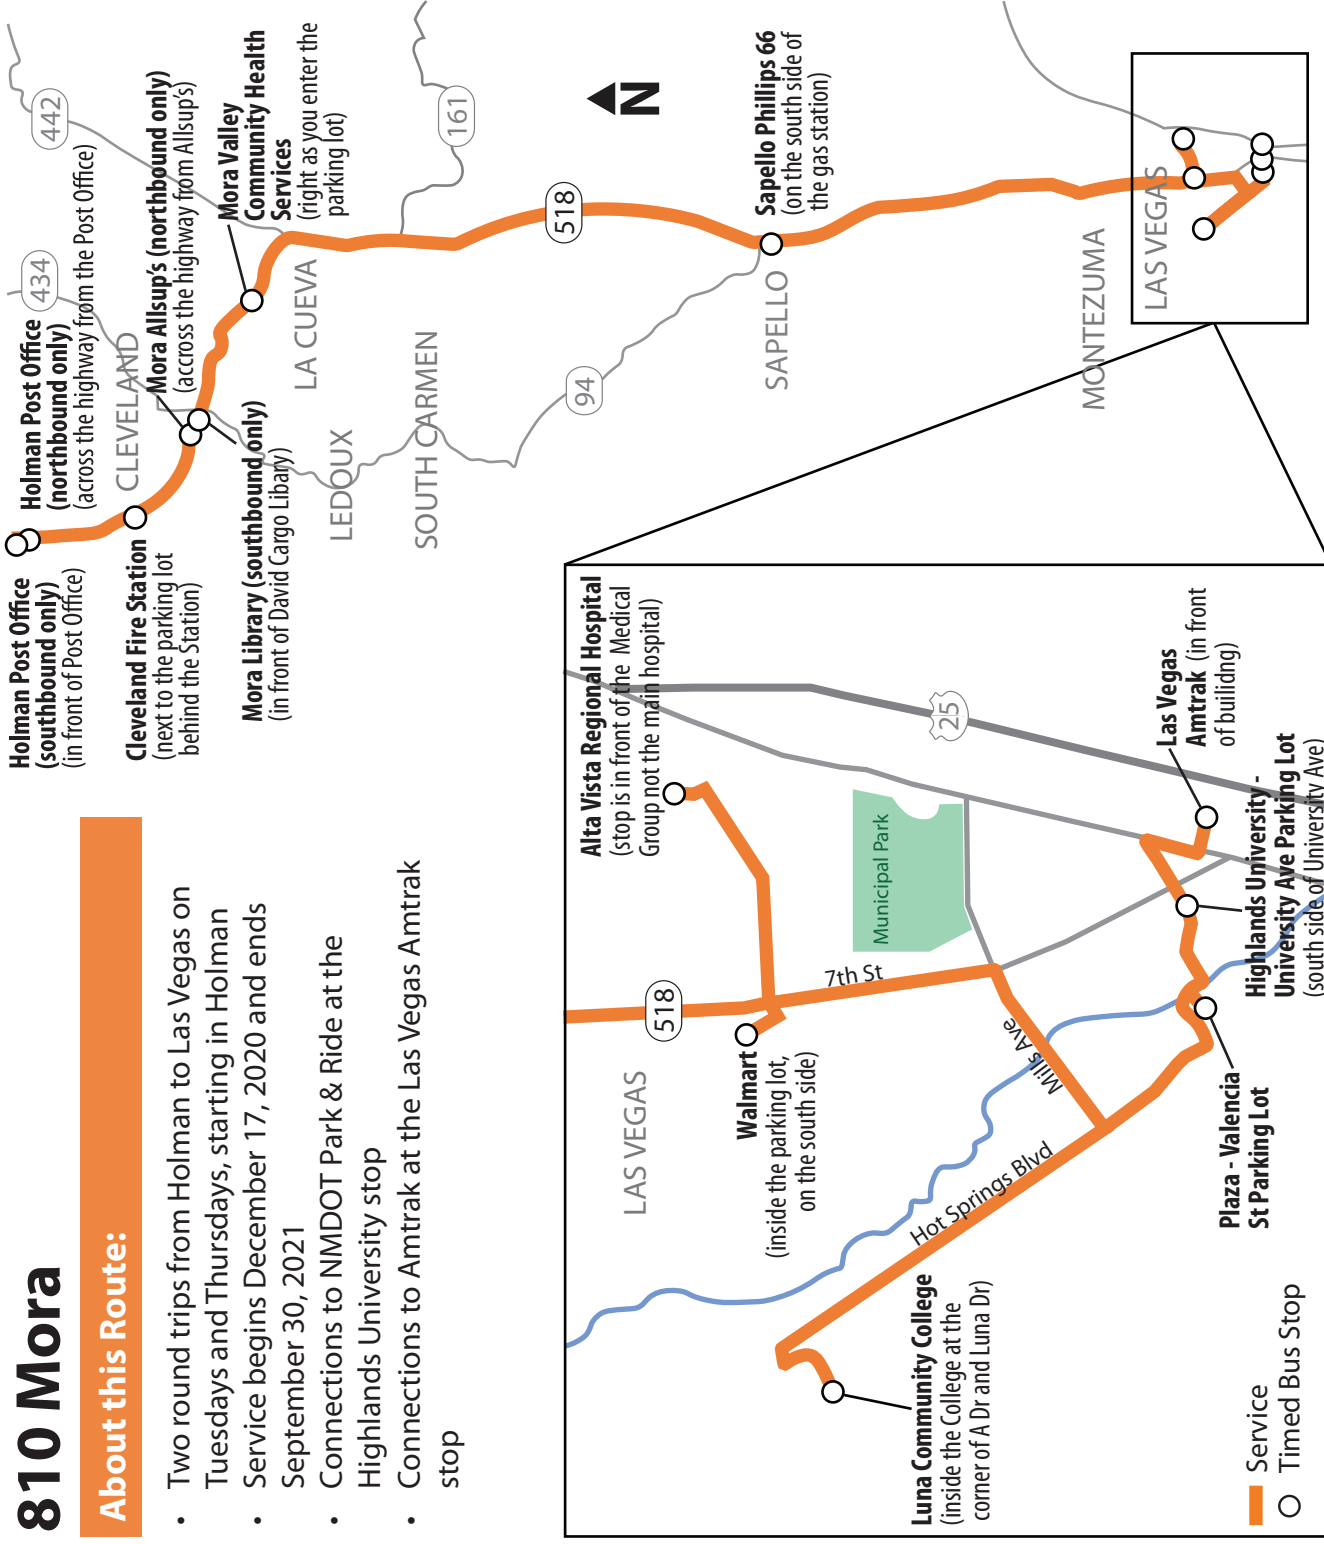 810 Mora
About this Route:
• Two round trips from Holman to Las Vegas on
Tuesdays and Thursdays, starting in Holman
• Service begins December 17, 2020 and ends
September 30, 2021
• Connections to NMDOT Park & Ride at the
Highlands University stop
• Connections to Amtrak at the Las Vegas Amtrak
stop
Holman Post Office
(southbound only)
(in front of Post Office)
Holman Post Office
(northbound only)
(across the highway from the Post Office)
Cleveland Fire Station
(next to the parking lot
behind the Station)
CLEVELAND
434
442
Mora Allsup's (northbound only)
(accross the highway from Allsup's)
Mora Library (southbound only)
(in front of David Cargo Libary)
Mora Valley
Community Health
Services
(right as you enter the
parking lot)
LA CUEVA
LEDOUX
SOUTH CARMEN
161
518
94
N
Sapello Phillips 66
(on the south side of
the gas station)
SAPELLO
MONTEZUMA
LAS VEGAS
Alta Vista Regional Hospital
(stop is in front of the Medical
Group not the main hospital)
518
LAS VEGAS
Walmart
(inside the parking lot,
on the south side)
7th St
Municipal Park
25
Mills Ave
Hot Springs Blvd
Luna Community College
(inside the College at the
corner of A Dr and Luna Dr)
Las Vegas
Amtrak (in front
of builidng)
Highlands University -
University Ave Parking Lot
(south side of University Ave)
Plaza - Valencia
St Parking Lot
Service
Timed Bus Stop